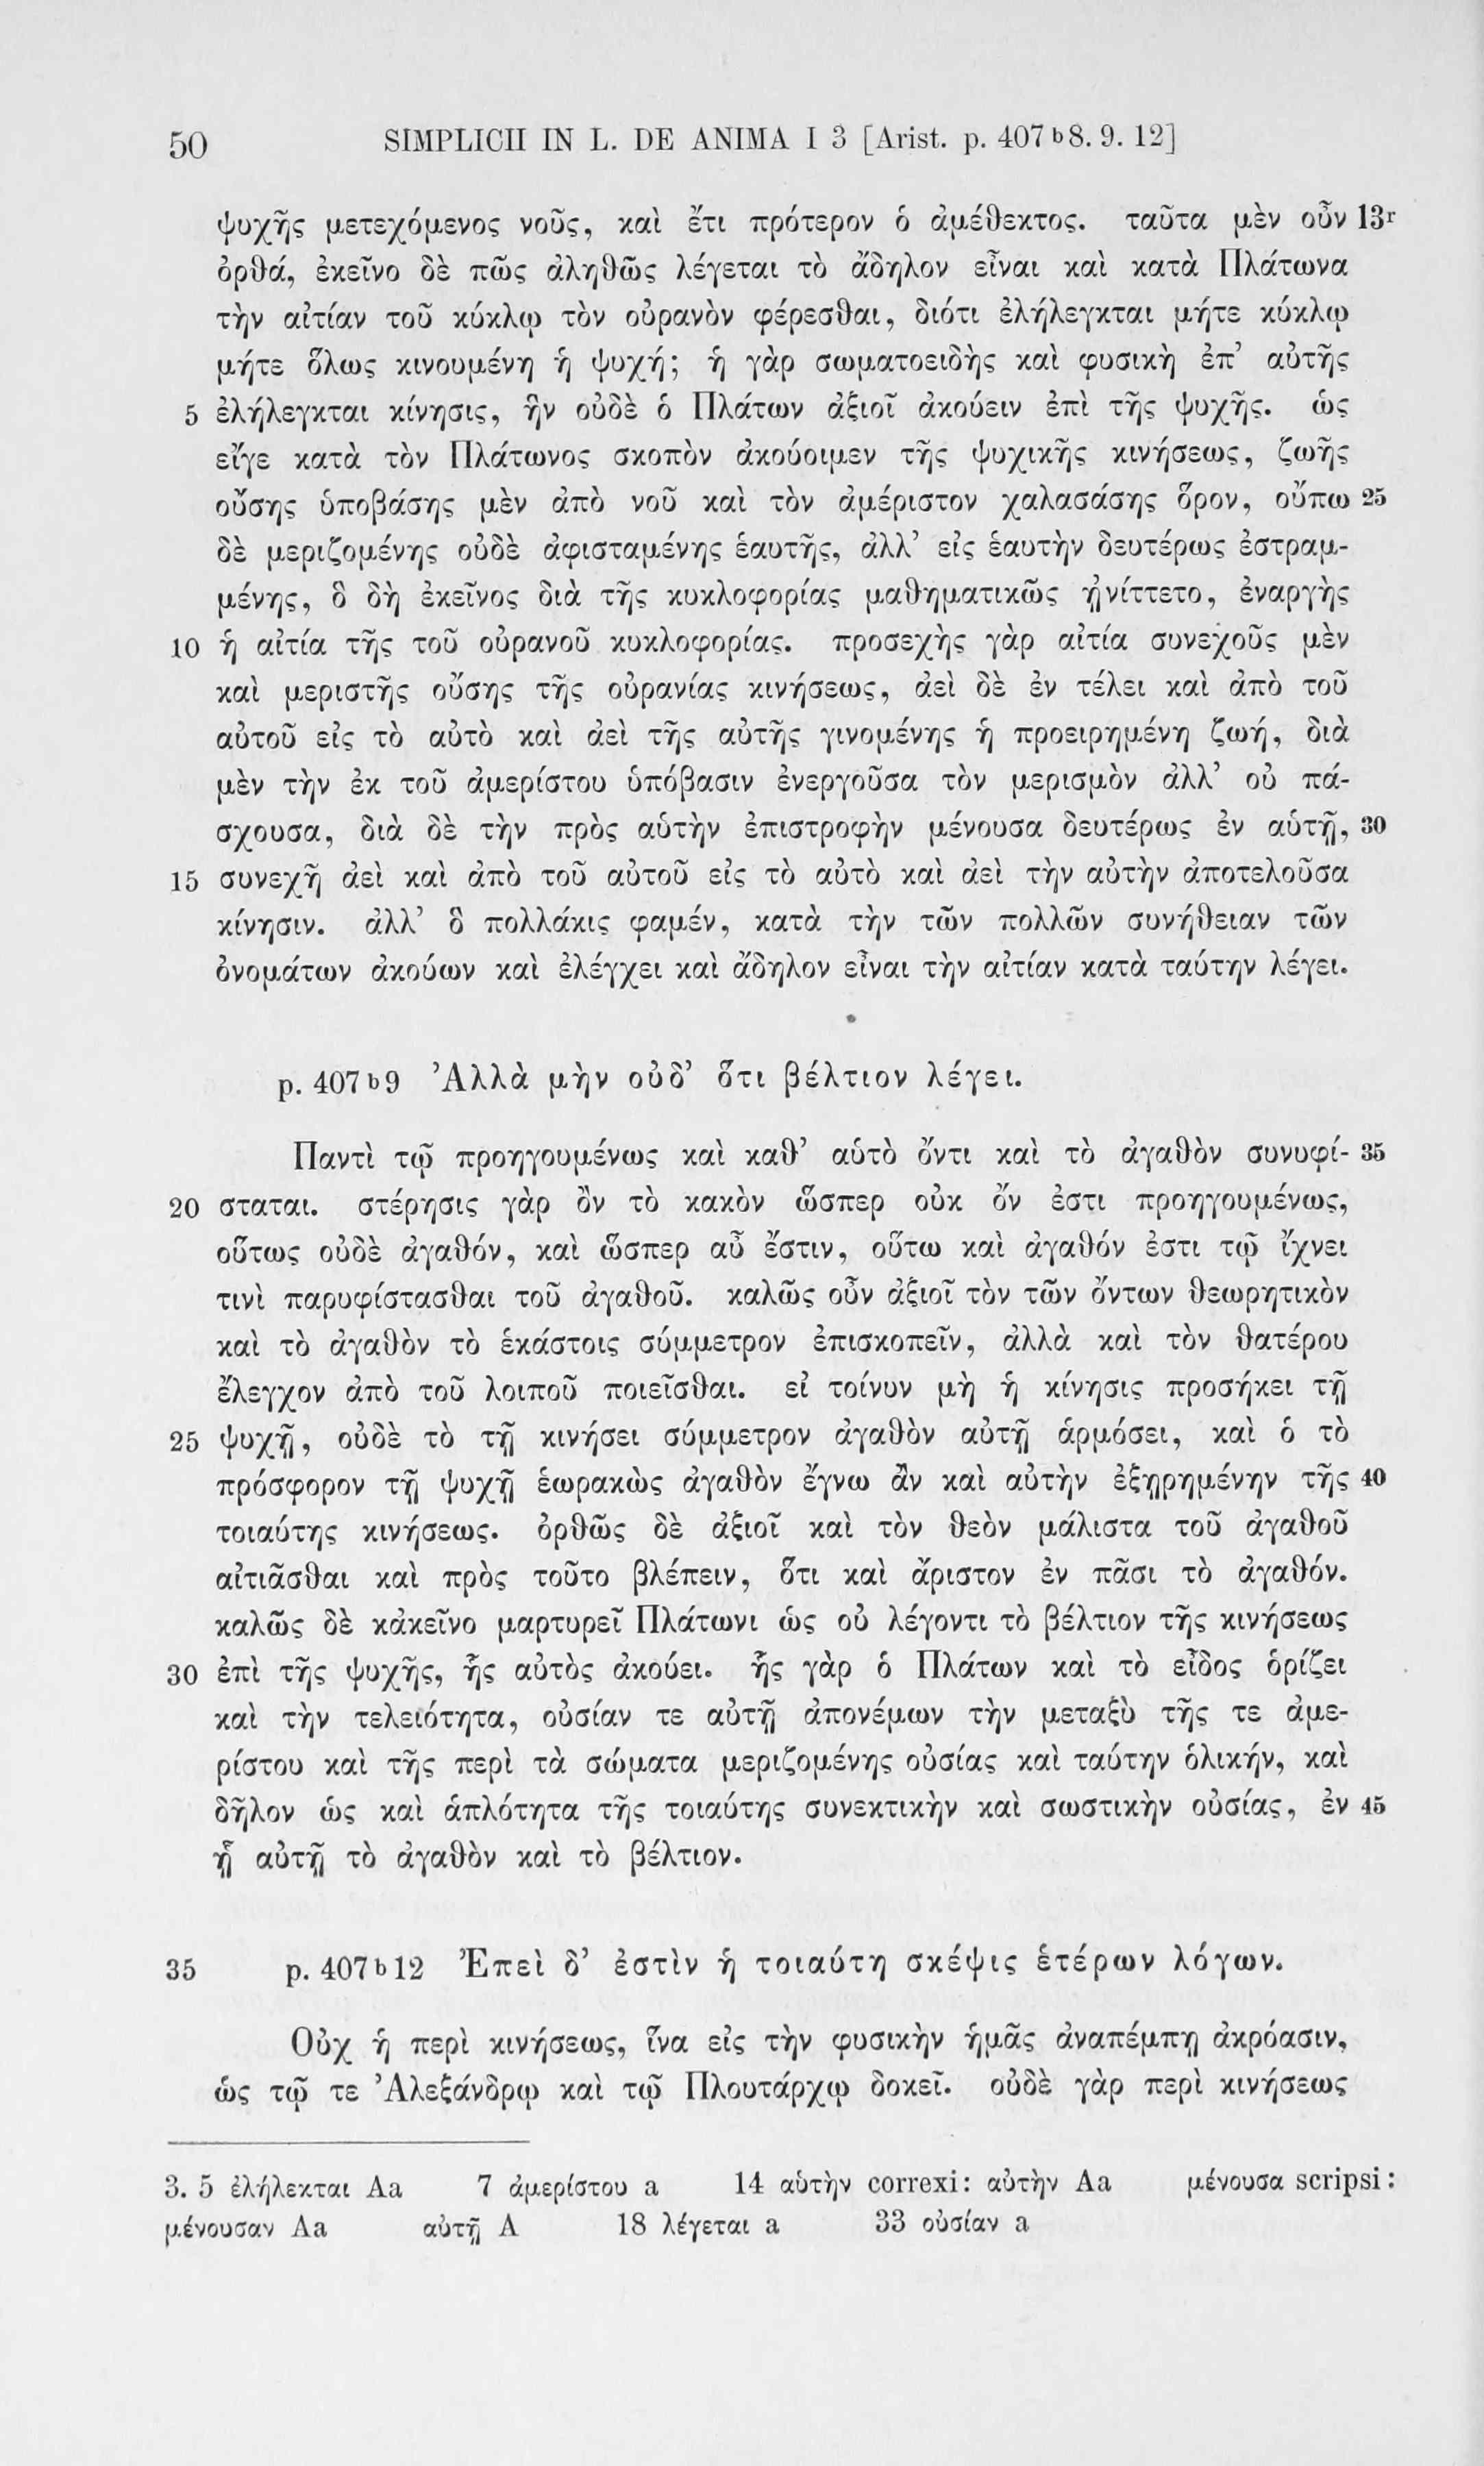 50 SIMPLICII IN L. DE ANIMA I 3 [Arist. p. 407 b 8. 9. 12]
ψυχῆς μετεχόμενος νοῦς, καὶ ἔτι πρότερον ὁ ἀμέθεκτος. ταῦτα μὲν οὖν 13r
ὀρθά, ἐκεῖνο δὲ πῶς ἀληθῶς λέγεται τὸ ἄδηλον εἶναι καὶ κατὰ Πλάτωνα
τὴν αἰτίαν τοῦ κύκλῳ τὸν οὐρανὸν φέρεσθαι, διότι ἐλήλεγκται μήτε κύκλῳ
μήτε ὅλως κινουμένη ἡ ψυχή; ἡ γὰρ σωματοειδὴς καὶ φυσικὴ ἐπ’ αὐτῆς
5 ἐλήλεγκται κίνησις, ἣν οὐδὲ ὁ Πλάτων ἀξιοῖ ἀκούειν ἐπὶ τῆς ψυχῆς. ὡς
εἴγε κατὰ τὸν Πλάτωνος σκοπὸν ἀκούοιμεν τῆς ψυχικῆς κινήσεως, ζωῆς
οὔσης ὑποβάσης μὲν ἀπὸ νοῦ καὶ τὸν ἀμέριστον χαλασάσης ὅρον, οὔπω 25
δὲ μεριζομένης οὐδὲ ἀφισταμένης ἑαυτῆς, ἀλλ’ εἰς ἑαυτὴν δευτέρως ἐστραμ-
μένης, ὃ δὴ ἐκεῖνος διὰ τῆς κυκλοφορίας μαθηματικῶς ᾐνίττετο, ἐναργὴς
10 ἡ αἰτία τῆς τοῦ οὐρανοῦ κυκλοφορίας. προσεχὴς γὰρ αἰτία συνεχοῦς μὲν
καὶ μεριστῆς οὔσης τῆς οὐρανίας κινήσεως, ἀεὶ δὲ ἐν τέλει καὶ ἀπὸ τοῦ
αὐτοῦ εἰς τὸ αὐτὸ καὶ ἀεὶ τῆς αὐτῆς γινομένης ἡ προειρημένη ζωή, διὰ
μὲν τὴν ἐκ τοῦ ἀμερίστου ὑπόβασιν ἐνεργοῦσα τὸν μερισμὸν ἀλλ’ οὐ πά-
σχουσα, διὰ δὲ τὴν πρὸς αὑτὴν ἐπιστροφὴν μένουσα δευτέρως ἐν αὑτῇ, 30
15 συνεχῆ ἀεὶ καὶ ἀπὸ τοῦ αὐτοῦ εἰς τὸ αὐτὸ καὶ ἀεὶ τὴν αὐτὴν ἀποτελοῦσα
κίνησιν. ἀλλ’ ὃ πολλάκις φαμέν, κατὰ τὴν τῶν πολλῶν συνήθειαν τῶν
ὀνομάτων ἀκούων καὶ ἐλέγχει καὶ ἄδηλον εἶναι τὴν αἰτίαν κατὰ ταύτην λέγει.
p. 407 b 9 Ἀλλὰ μὴν οὐδ’ ὅτι βέλτιον λέγει.
Παντὶ τῷ προηγουμένως καὶ καθ’ αὑτὸ ὄντι καὶ τὸ ἀγαθὸν συνυφί- 35
20 σταται. στέρησις γὰρ ὂν τὸ κακὸν ὥσπερ οὐκ ὄν ἐστι προηγουμένως,
οὕτως οὐδὲ ἀγαθόν, καὶ ὥσπερ αὖ ἔστιν, οὕτω καὶ ἀγαθόν ἐστι τῷ ἴχνει
τινὶ παρυφίστασθαι τοῦ ἀγαθοῦ. καλῶς οὖν ἀξιοῖ τὸν τῶν ὄντων θεωρητικὸν
καὶ τὸ ἀγαθὸν τὸ ἑκάστοις σύμμετρον ἐπισκοπεῖν, ἀλλὰ καὶ τὸν θατέρου
ἔλεγχον ἀπὸ τοῦ λοιποῦ ποιεῖσθαι. εἰ τοίνυν μὴ ἡ κίνησις προσήκει τῇ
25 ψυχῇ, οὐδὲ τὸ τῇ κινήσει σύμμετρον ἀγαθὸν αὐτῇ ἁρμόσει, καὶ ὁ τὸ
πρόσφορον τῇ ψυχῇ ἑωρακὼς ἀγαθὸν ἔγνω ἂν καὶ αὐτὴν ἐξῃρημένην τῆς 40
τοιαύτης κινήσεως. ὀρθῶς δὲ ἀξιοῖ καὶ τὸν θεὸν μάλιστα τοῦ ἀγαθοῦ
αἰτιᾶσθαι καὶ πρὸς τοῦτο βλέπειν, ὅτι καὶ ἄριστον ἐν πᾶσι τὸ ἀγαθόν.
καλῶς δὲ κἀκεῖνο μαρτυρεῖ Πλάτωνι ὡς οὐ λέγοντι τὸ βέλτιον τῆς κινήσεως
30 ἐπὶ τῆς ψυχῆς, ἧς αὐτὸς ἀκούει. ἧς γὰρ ὁ Πλάτων καὶ τὸ εἶδος ὁρίζει
καὶ τὴν τελειότητα, οὐσίαν τε αὐτῇ ἀπονέμων τὴν μεταξὺ τῆς τε ἀμε-
ρίστου καὶ τῆς περὶ τὰ σώματα μεριζομένης οὐσίας καὶ ταύτην ὁλικήν, καὶ
δῆλον ὡς καὶ ἁπλότητα τῆς τοιαύτης συνεκτικὴν καὶ σωστικὴν οὐσίας, ἐν 45
ᾗ αὐτῇ τὸ ἀγαθὸν καὶ τὸ βέλτιον.
35 p. 407 b 12 Ἐπεὶ δ’ ἐστὶν ἡ τοιαύτη σκέψις ἑτέρων λόγων.
Οὐχ ἡ περὶ κινήσεως, ἵνα εἰς τὴν φυσικὴν ἡμᾶς ἀναπέμπῃ ἀκρόασιν,
ὡς τῷ τε Ἀλεξάνδρῳ καὶ τῷ Πλουτάρχῳ δοκεῖ. οὐδὲ γὰρ περὶ κινήσεως
3. 5 ἐλήλεκται Aa 7 ἀμερίστου a 14 αὑτὴν correxi: αὐτὴν Aa μένουσα scripsi:
μένουσαν Aa αὐτῇ A 18 λέγεται a 33 οὐσίαν a